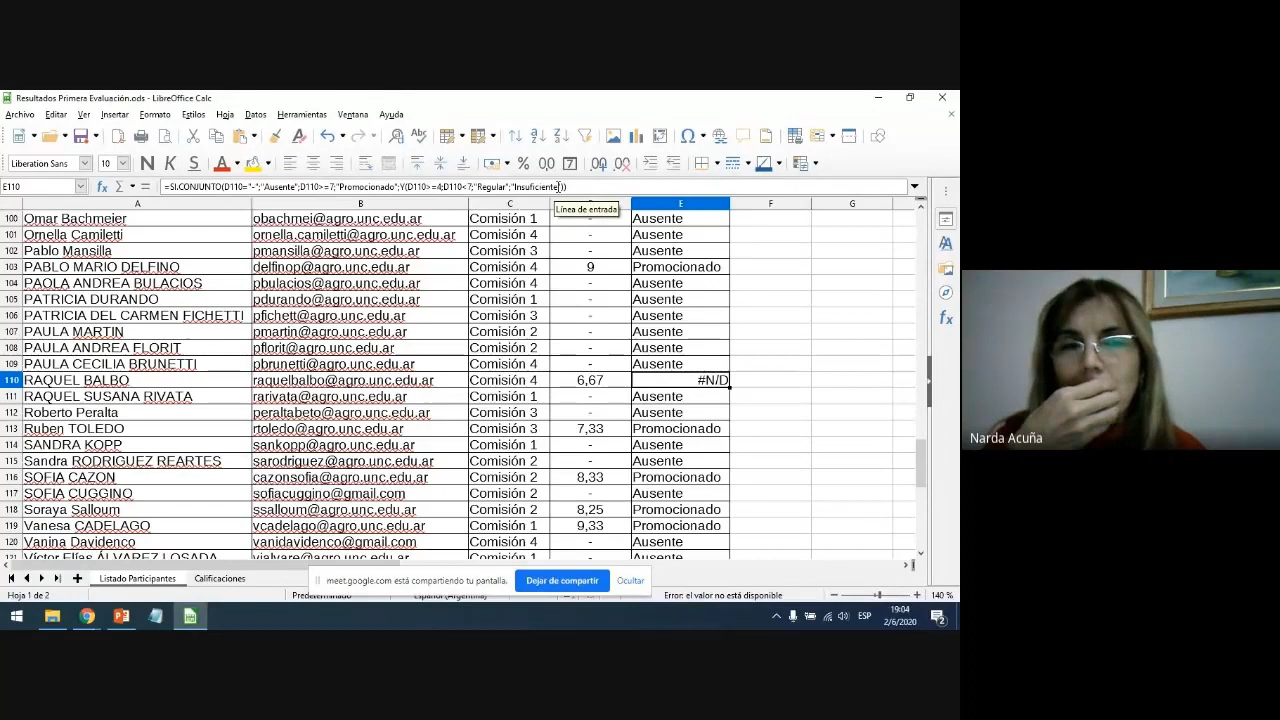 Resultados Primera Evaluación.ods - LibreOffice Calc
Archivo Editar Ver Insertar Formato Estilos Hoja Datos Herramientas Ventana Ayuda
Liberation Sans 10 N K S A
E110 fx Σ = =SI.CONJUNTO(D110="-";"Ausente";D110>=7;"Promocionado";Y(D110>=4;D110<7;"Regular";"Insuficiente"))
Línea de entrada
A B C E F G
100 Omar Bachmeier obachmei@agro.unc.edu.ar Comisión 1 - Ausente
101 Ornella Camiletti ornella.camiletti@agro.unc.edu.ar Comisión 4 - Ausente
102 Pablo Mansilla pmansilla@agro.unc.edu.ar Comisión 3 - Ausente
103 PABLO MARIO DELFINO delfinop@agro.unc.edu.ar Comisión 4 9 Promocionado
104 PAOLA ANDREA BULACIOS pbulacios@agro.unc.edu.ar Comisión 4 - Ausente
105 PATRICIA DURANDO pdurando@agro.unc.edu.ar Comisión 1 - Ausente
106 PATRICIA DEL CARMEN FICHETTI pfichett@agro.unc.edu.ar Comisión 3 - Ausente
107 PAULA MARTIN pmartin@agro.unc.edu.ar Comisión 2 - Ausente
108 PAULA ANDREA FLORIT pflorit@agro.unc.edu.ar Comisión 2 - Ausente
109 PAULA CECILIA BRUNETTI pbrunetti@agro.unc.edu.ar Comisión 4 - Ausente
110 RAQUEL BALBO raquelbalbo@agro.unc.edu.ar Comisión 4 6,67 #N/D
111 RAQUEL SUSANA RIVATA rarivata@agro.unc.edu.ar Comisión 1 - Ausente
112 Roberto Peralta peraltabeto@agro.unc.edu.ar Comisión 3 - Ausente
113 Ruben TOLEDO rtoledo@agro.unc.edu.ar Comisión 3 7,33 Promocionado
114 SANDRA KOPP sankopp@agro.unc.edu.ar Comisión 1 - Ausente
115 Sandra RODRIGUEZ REARTES sarodriguez@agro.unc.edu.ar Comisión 2 - Ausente
116 SOFIA CAZON cazonsofia@agro.unc.edu.ar Comisión 2 8,33 Promocionado
117 SOFIA CUGGINO sofiacuggino@gmail.com Comisión 1 - Ausente
118 Soraya Salloum ssalloum@agro.unc.edu.ar Comisión 2 8,25 Promocionado
119 Vanesa CADELAGO vcadelago@agro.unc.edu.ar Comisión 1 9,33 Promocionado
120 Vanina Davidenco vanidavidenco@gmail.com Comisión 4 - Ausente
121 Víctor Elías ÁLVAREZ LOSADA vialvare@agro.unc.edu.ar Comisión 1 - Ausente
Listado Participantes Calificaciones
meet.google.com está compartiendo tu pantalla. Dejar de compartir Ocultar
Hoja 1 de 2 Predeterminado Español (Argentina) Error: el valor no está disponible 140 %
ESP 19:04
2/6/2020 2
Narda Acuña